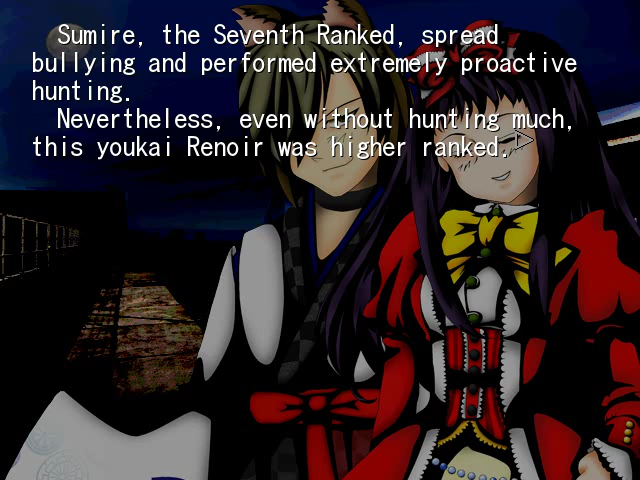 Sumire, the Seventh Ranked, spread
bullying and performed extremely proactive
hunting.
Nevertheless, even without hunting much,
this youkai Renoir was higher ranked.